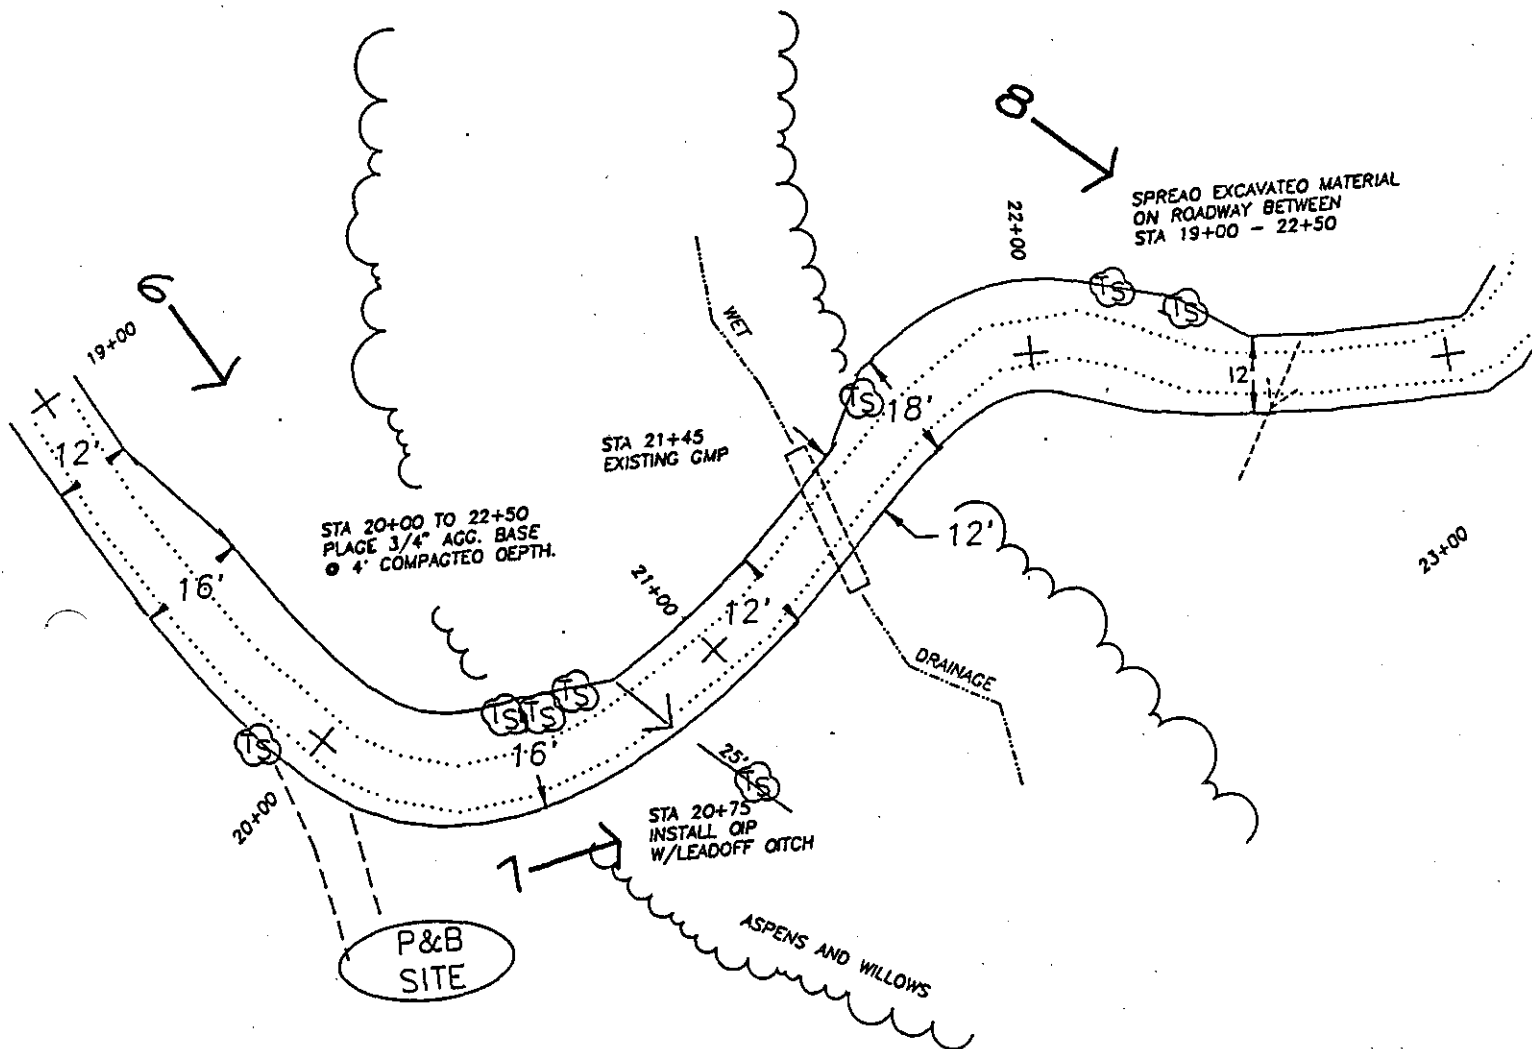 8
SPREAO EXCAVATEO MATERIAL
ON ROADWAY BETWEEN
STA 19+00 - 22+50
22+00
6
19+00
WET
TS
TS
12
TS
18'
12'
STA 21+45
EXISTING GMP
STA 20+00 TO 22+50
PLAGE 3/4" AGG. BASE
@ 4' COMPAGTEO OEPTH.
12'
23+00
16'
21+00
12'
DRAINAGE
TS
TS
TS
16'
TS
25'
TS
20+00
STA 20+75
INSTALL OIP
W/LEADOFF OITCH
7
ASPENS AND WILLOWS
P&B
SITE